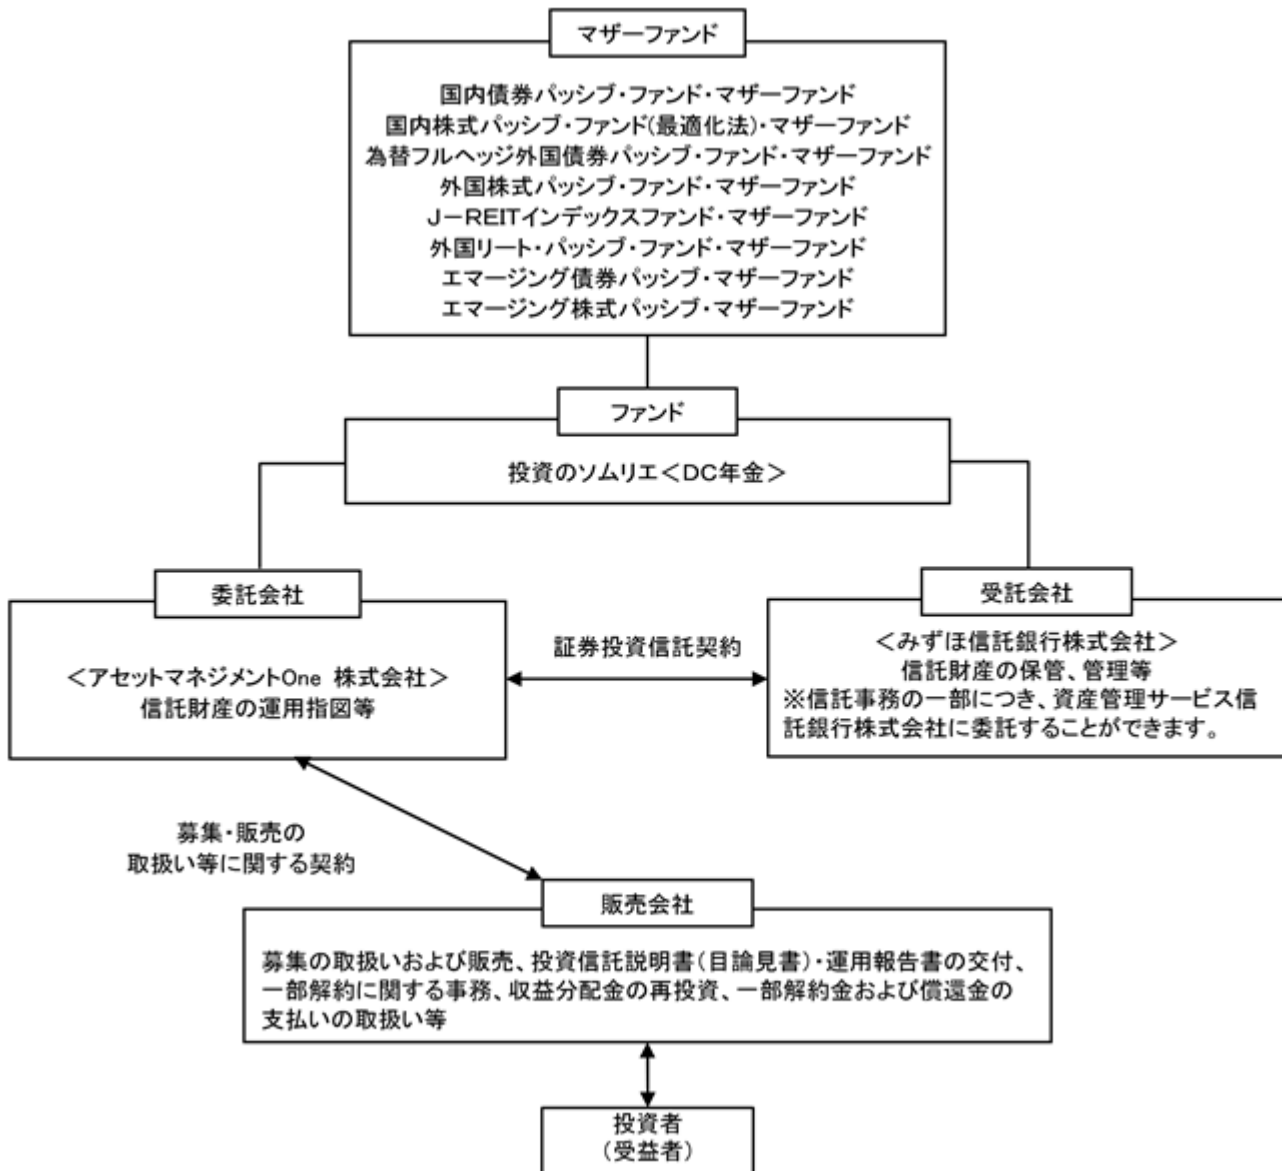 マザーファンド
国内債券パッシブ・ファンド・マザーファンド
国内株式パッシブ・ファンド(最適化法)・マザーファンド
為替フルヘッジ外国債券パッシブ・ファンド・マザーファンド
外国株式パッシブ・ファンド・マザーファンド
J－REITインデックスファンド・マザーファンド
外国リート・パッシブ・ファンド・マザーファンド
エマージング債券パッシブ・マザーファンド
エマージング株式パッシブ・マザーファンド
ファンド
投資のソムリエ＜DC年金＞
委託会社
＜アセットマネジメントOne 株式会社＞
信託財産の運用指図等
証券投資信託契約
受託会社
＜みずほ信託銀行株式会社＞
信託財産の保管、管理等
※信託事務の一部につき、資産管理サービス信
託銀行株式会社に委託することができます。
募集・販売の
取扱い等に関する契約
販売会社
募集の取扱いおよび販売、投資信託説明書(目論見書)・運用報告書の交付、
一部解約に関する事務、収益分配金の再投資、一部解約金および償還金の
支払いの取扱い等
投資者
（受益者）